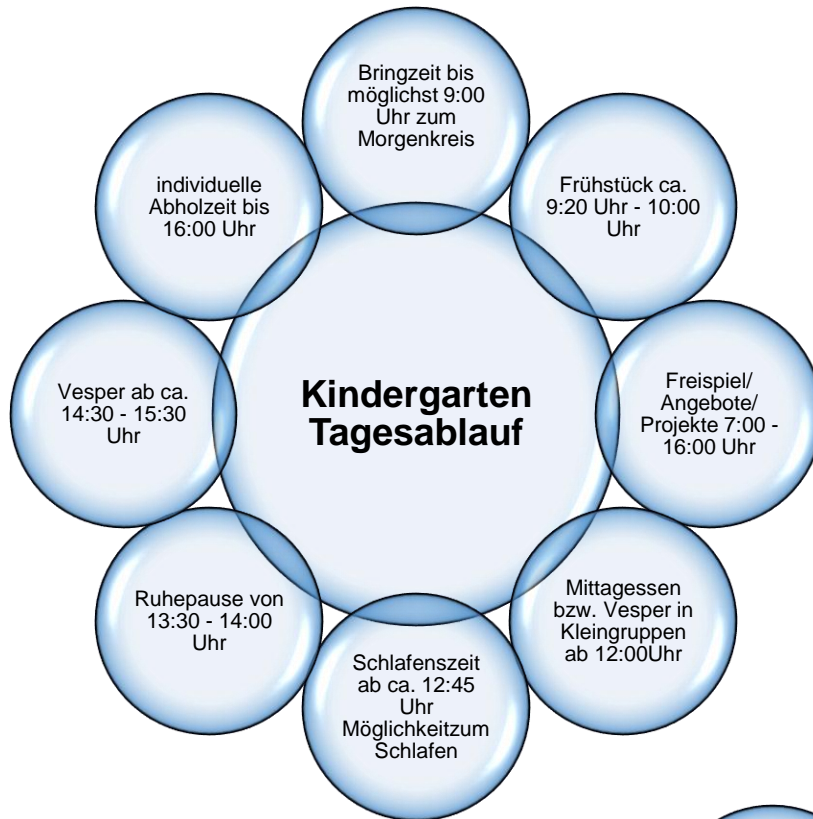 Bringzeit bis
möglichst 9:00
Uhr zum
Morgenkreis
Frühstück ca.
9:20 Uhr - 10:00
Uhr
Freispiel/
Angebote/
Projekte 7:00 -
16:00 Uhr
Mittagessen
bzw. Vesper in
Kleingruppen
ab 12:00Uhr
Schlafenszeit
ab ca. 12:45
Uhr
Möglichkeitzum
Schlafen
Ruhepause von
13:30 - 14:00
Uhr
Vesper ab ca.
14:30 - 15:30
Uhr
individuelle
Abholzeit bis
16:00 Uhr
Kindergarten
Tagesablauf